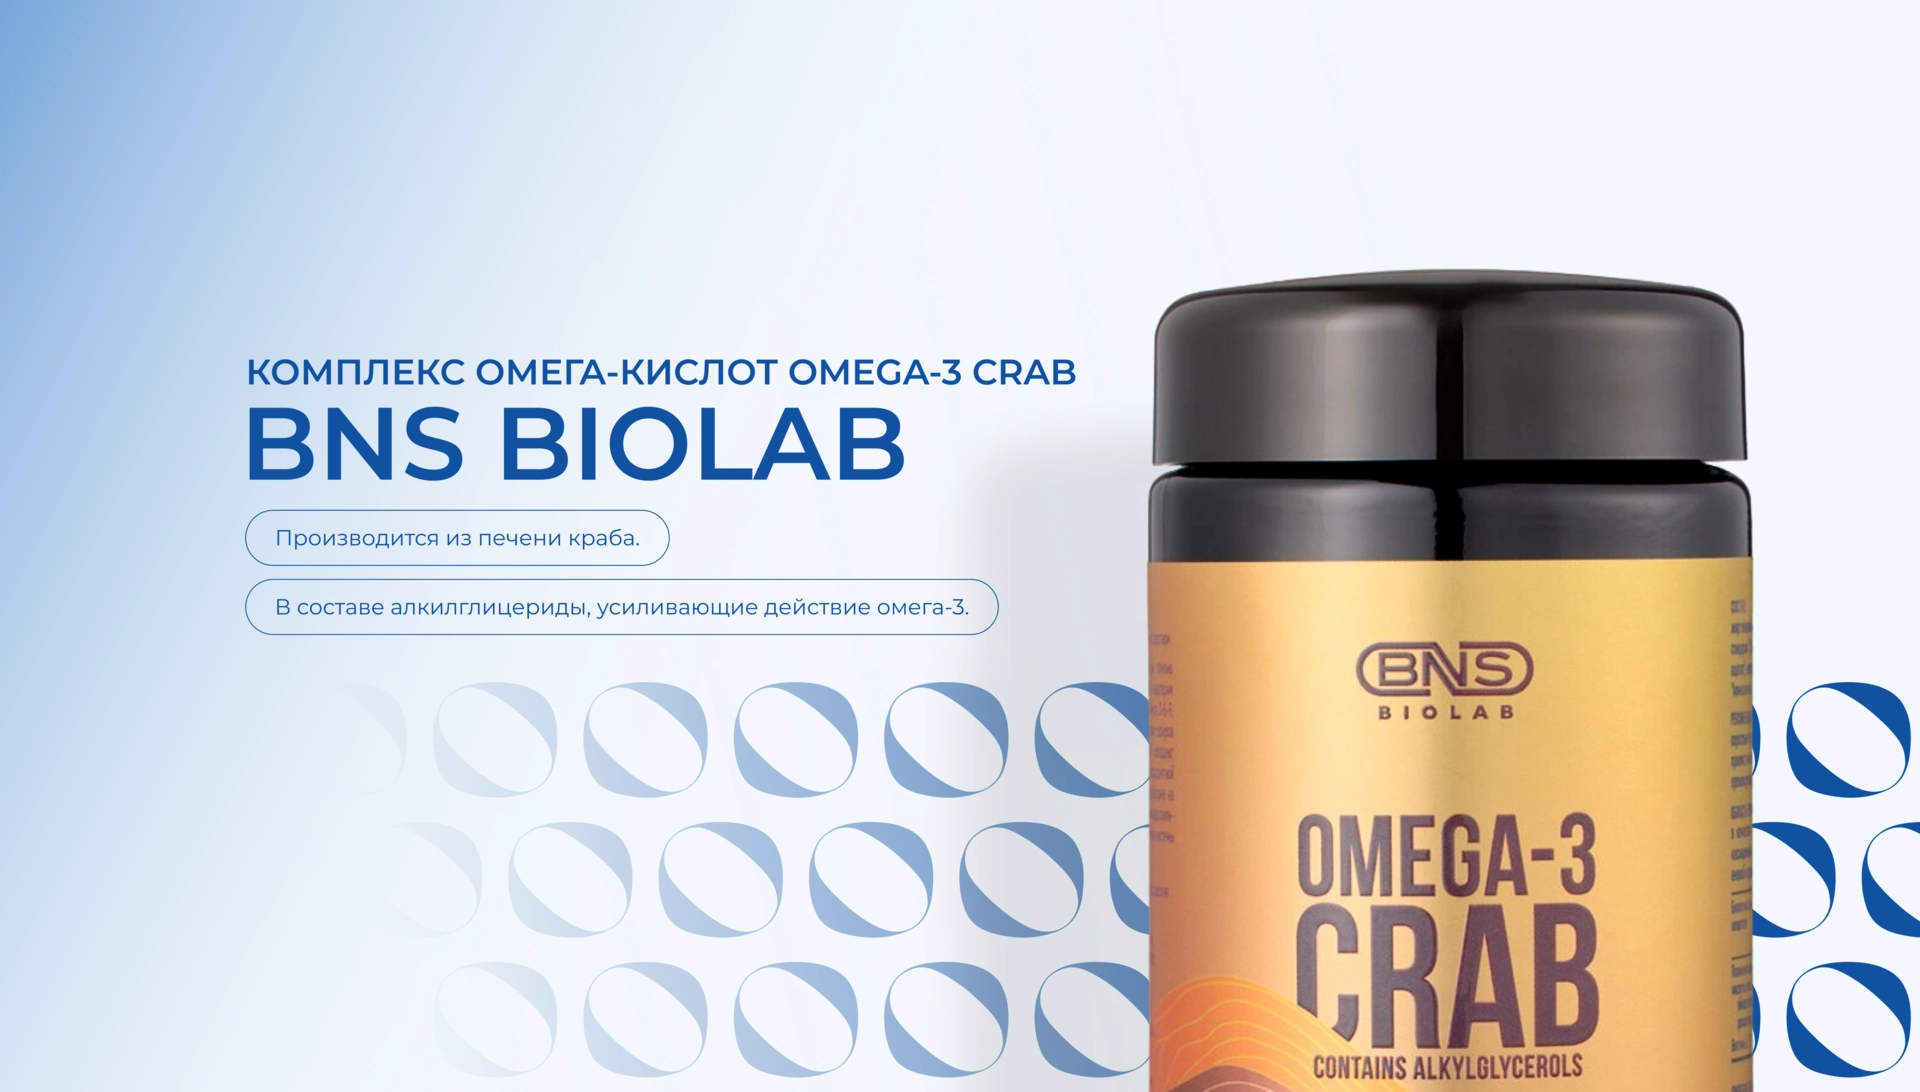 КОМПЛЕКС ОМЕГА-КИСЛОТ OMEGA-3 CRAB
BNS BIOLAB
Производится из печени краба.
В составе алкилглицериды, усиливающие действие омега-3.
BNS
BIOLAB
OMEGA-3
CRAB
CONTAINS ALKYLGLYCEROLS